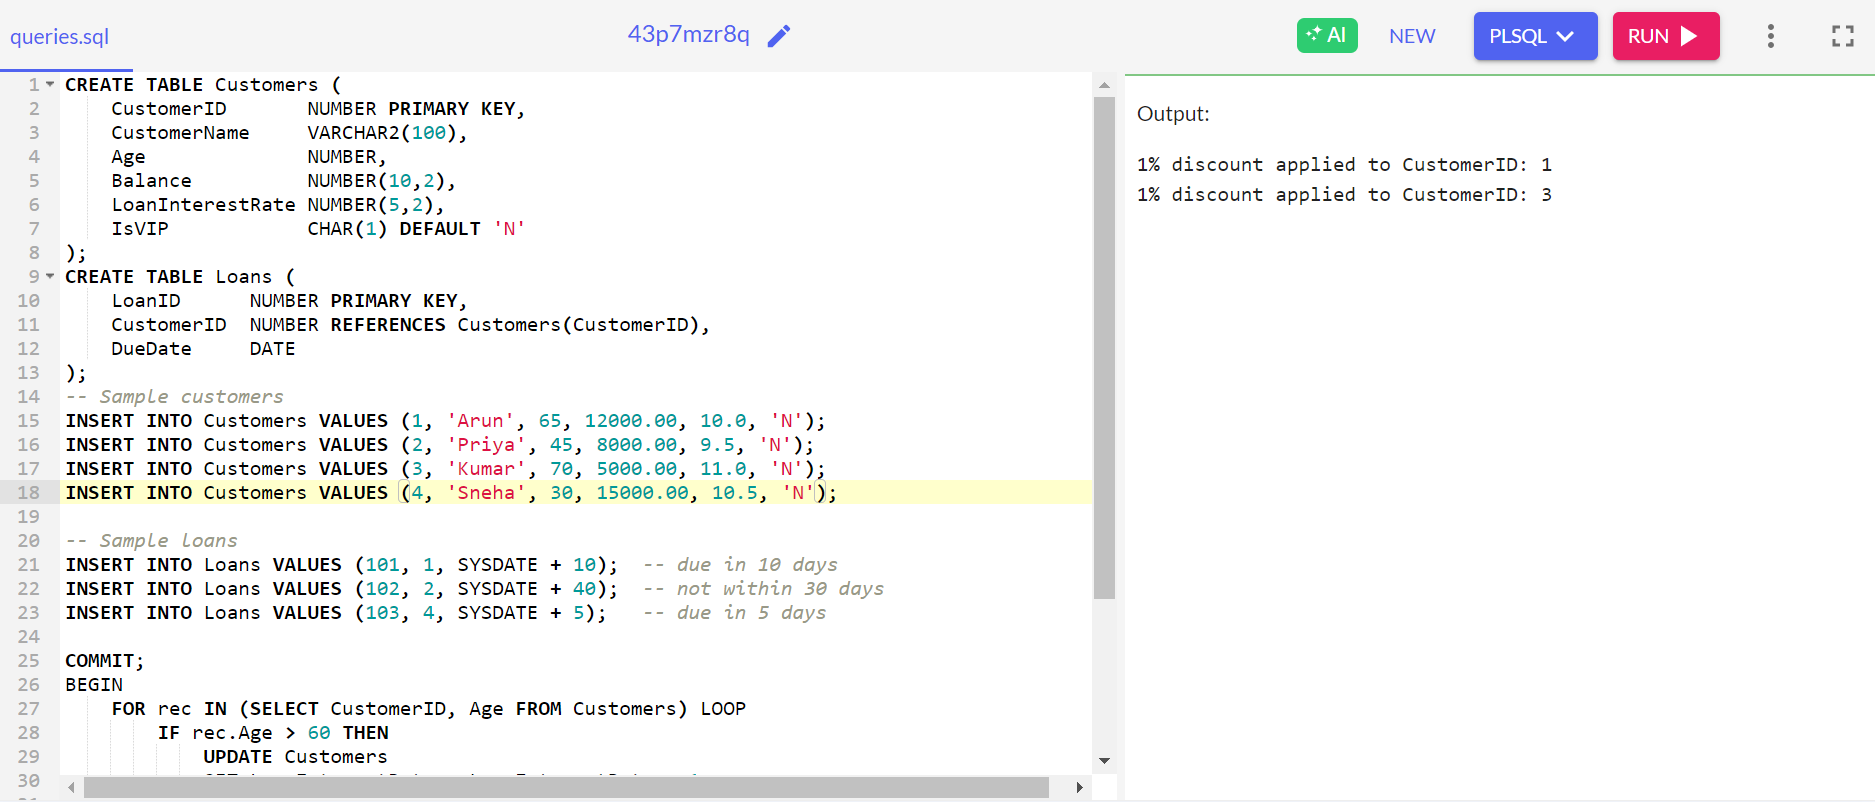 queries.sql
43p7mzr8q
AI
NEW
PLSQL
RUN
1 CREATE TABLE Customers (
2     CustomerID       NUMBER PRIMARY KEY,
3     CustomerName     VARCHAR2(100),
4     Age              NUMBER,
5     Balance          NUMBER(10,2),
6     LoanInterestRate NUMBER(5,2),
7     IsVIP            CHAR(1) DEFAULT 'N'
8 );
9 CREATE TABLE Loans (
10     LoanID      NUMBER PRIMARY KEY,
11     CustomerID  NUMBER REFERENCES Customers(CustomerID),
12     DueDate     DATE
13 );
14 -- Sample customers
15 INSERT INTO Customers VALUES (1, 'Arun', 65, 12000.00, 10.0, 'N');
16 INSERT INTO Customers VALUES (2, 'Priya', 45, 8000.00, 9.5, 'N');
17 INSERT INTO Customers VALUES (3, 'Kumar', 70, 5000.00, 11.0, 'N');
18 INSERT INTO Customers VALUES (4, 'Sneha', 30, 15000.00, 10.5, 'N');
19
20 -- Sample loans
21 INSERT INTO Loans VALUES (101, 1, SYSDATE + 10);  -- due in 10 days
22 INSERT INTO Loans VALUES (102, 2, SYSDATE + 40);  -- not within 30 days
23 INSERT INTO Loans VALUES (103, 4, SYSDATE + 5);   -- due in 5 days
24
25 COMMIT;
26 BEGIN
27     FOR rec IN (SELECT CustomerID, Age FROM Customers) LOOP
28         IF rec.Age > 60 THEN
29             UPDATE Customers
30
Output:
1% discount applied to CustomerID: 1
1% discount applied to CustomerID: 3